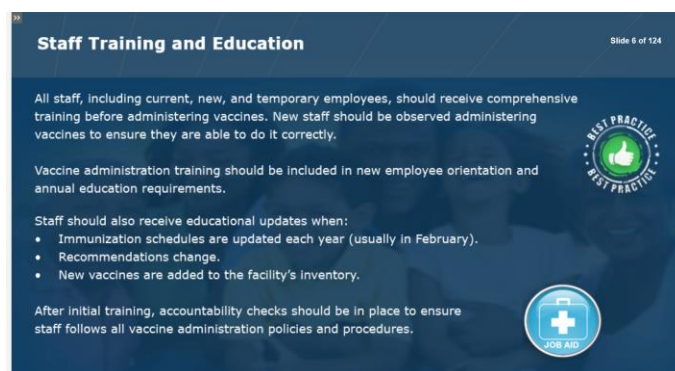 »
Staff Training and Education
Slide 6 of 124
All staff, including current, new, and temporary employees, should receive comprehensive
training before administering vaccines. New staff should be observed administering
vaccines to ensure they are able to do it correctly.
BEST PRACTICE
BEST PRACTICE
Vaccine administration training should be included in new employee orientation and
annual education requirements.
Staff should also receive educational updates when:
• Immunization schedules are updated each year (usually in February).
• Recommendations change.
• New vaccines are added to the facility’s inventory.
After initial training, accountability checks should be in place to ensure
staff follows all vaccine administration policies and procedures.
JOB AID